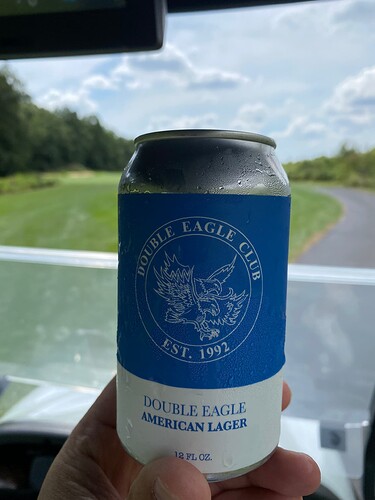 DOUBLE EAGLE CLUB
EST. 1992
DOUBLE EAGLE
AMERICAN LAGER
12 FL OZ.